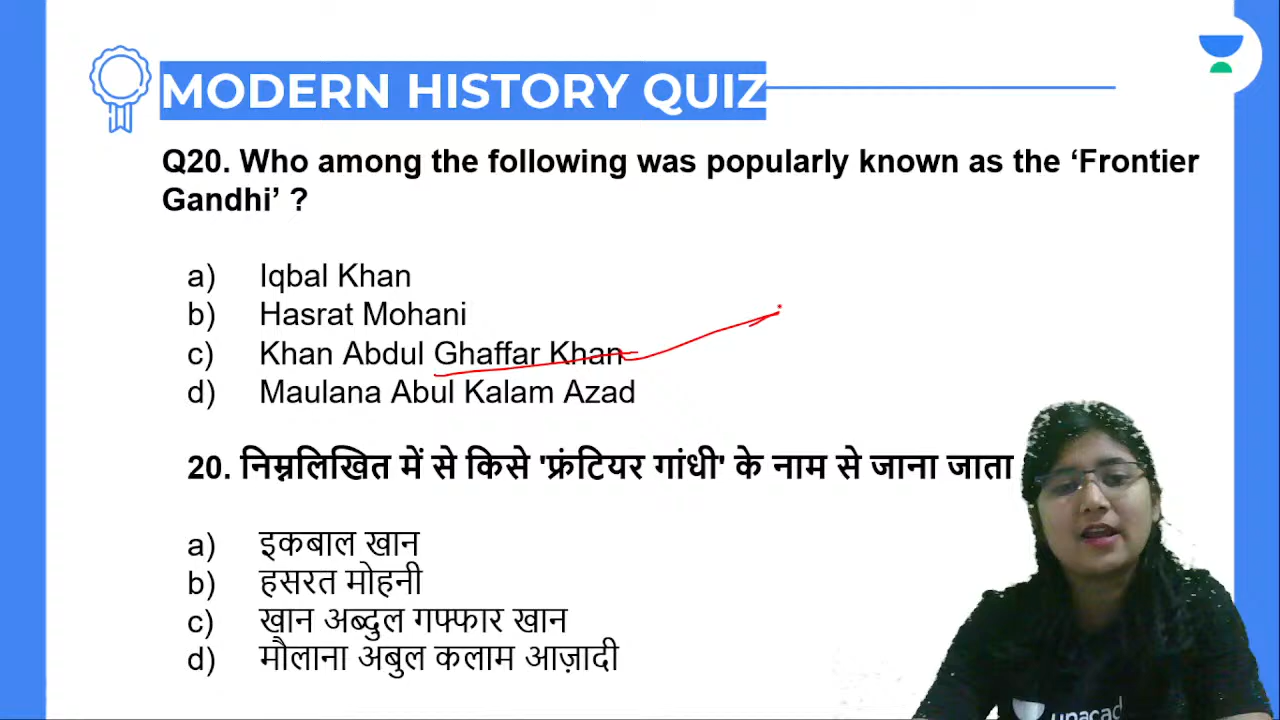 MODERN HISTORY QUIZ
Q20. Who among the following was popularly known as the ‘Frontier
Gandhi’ ?
a) Iqbal Khan
b) Hasrat Mohani
c) Khan Abdul Ghaffar Khan
d) Maulana Abul Kalam Azad
20. निम्नलिखित में से किसे 'फ्रंटियर गांधी' के नाम से जाना जाता
a) इकबाल खान
b) हसरत मोहनी
c) खान अब्दुल गफ्फार खान
d) मौलाना अबुल कलाम आज़ादी